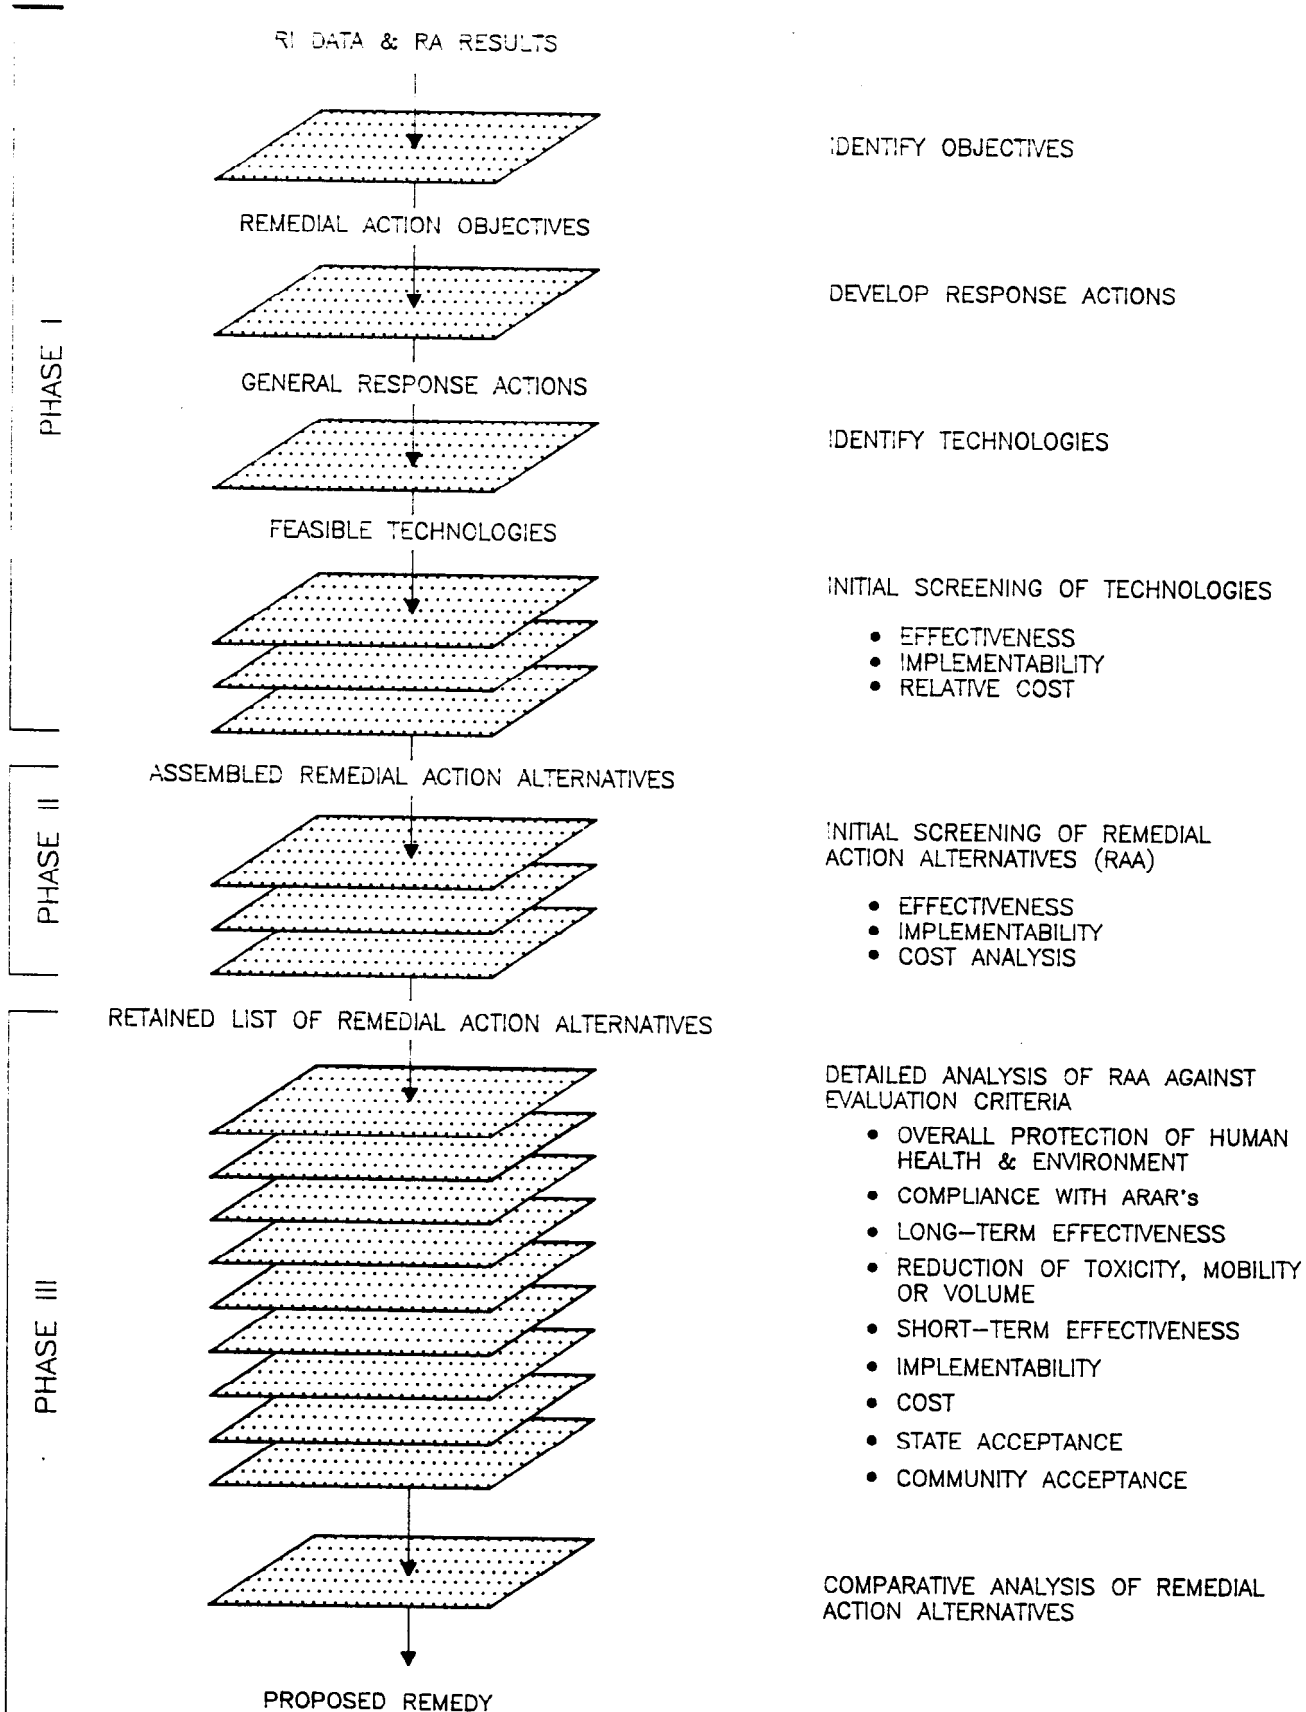 RI DATA & RA RESULTS
IDENTIFY OBJECTIVES
REMEDIAL ACTION OBJECTIVES
DEVELOP RESPONSE ACTIONS
PHASE I
GENERAL RESPONSE ACTIONS
IDENTIFY TECHNOLOGIES
FEASIBLE TECHNOLOGIES
INITIAL SCREENING OF TECHNOLOGIES
• EFFECTIVENESS
• IMPLEMENTABILITY
• RELATIVE COST
ASSEMBLED REMEDIAL ACTION ALTERNATIVES
PHASE II
INITIAL SCREENING OF REMEDIAL
ACTION ALTERNATIVES (RAA)
• EFFECTIVENESS
• IMPLEMENTABILITY
• COST ANALYSIS
RETAINED LIST OF REMEDIAL ACTION ALTERNATIVES
PHASE III
DETAILED ANALYSIS OF RAA AGAINST
EVALUATION CRITERIA
• OVERALL PROTECTION OF HUMAN
HEALTH & ENVIRONMENT
• COMPLIANCE WITH ARAR's
• LONG-TERM EFFECTIVENESS
• REDUCTION OF TOXICITY, MOBILITY
OR VOLUME
• SHORT-TERM EFFECTIVENESS
• IMPLEMENTABILITY
• COST
• STATE ACCEPTANCE
• COMMUNITY ACCEPTANCE
COMPARATIVE ANALYSIS OF REMEDIAL
ACTION ALTERNATIVES
PROPOSED REMEDY